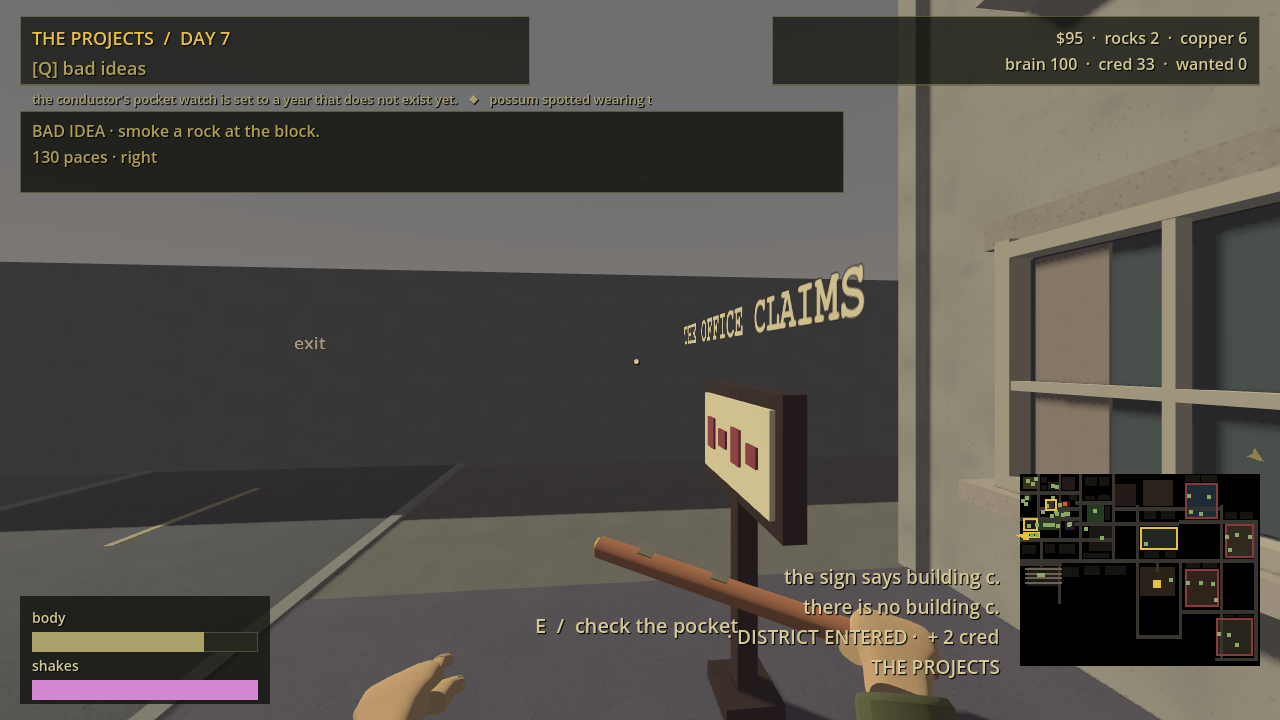 THE PROJECTS / DAY 7
[Q] bad ideas
$95 · rocks 2 · copper 6
brain 100 · cred 33 · wanted 0
the conductor's pocket watch is set to a year that does not exist yet. ◆ possum spotted wearing t
BAD IDEA · smoke a rock at the block.
130 paces · right
THE OFFICE CLAIMS
exit
the sign says building c.
there is no building c.
E / check the pocket
· DISTRICT ENTERED · + 2 cred
THE PROJECTS
body
shakes